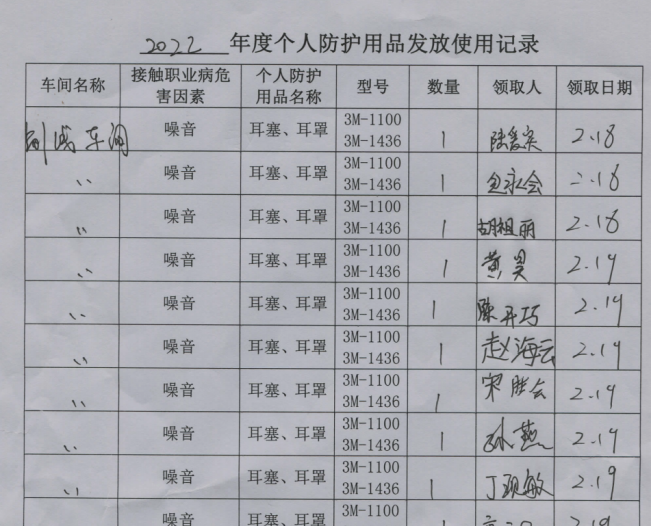 2022 年度个人防护用品发放使用记录
车间名称 接触职业病危害因素 个人防护用品名称 型号 数量 领取人 领取日期
车间 噪音 耳塞、耳罩 3M-1100 3M-1436 1 2.18
〃 噪音 耳塞、耳罩 3M-1100 3M-1436 1 包永会 2.18
〃 噪音 耳塞、耳罩 3M-1100 3M-1436 1 胡祖丽 2.18
〃 噪音 耳塞、耳罩 3M-1100 3M-1436 1 黄昊 2.19
〃 噪音 耳塞、耳罩 3M-1100 3M-1436 1 陈开巧 2.19
〃 噪音 耳塞、耳罩 3M-1100 3M-1436 1 赵海云 2.19
〃 噪音 耳塞、耳罩 3M-1100 3M-1436 1 宋胜会 2.19
〃 噪音 耳塞、耳罩 3M-1100 3M-1436 1 孙燕 2.19
〃 噪音 耳塞、耳罩 3M-1100 3M-1436 1 丁颈敏 2.19
噪音 耳塞、耳罩 3M-1100 2.19